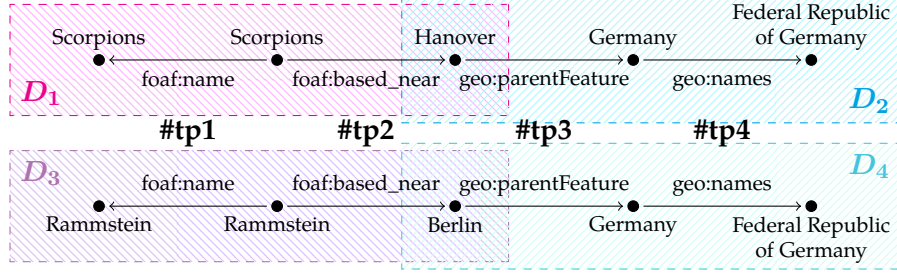 Federal Republic
Scorpions Scorpions Hanover Germany of Germany
foaf:name foaf:based_near geo:parentFeature geo:names
D1 D2
#tp1 #tp2 #tp3 #tp4
D3 D4
foaf:name foaf:based_near geo:parentFeature geo:names
Rammstein Rammstein Berlin Germany Federal Republic
of Germany